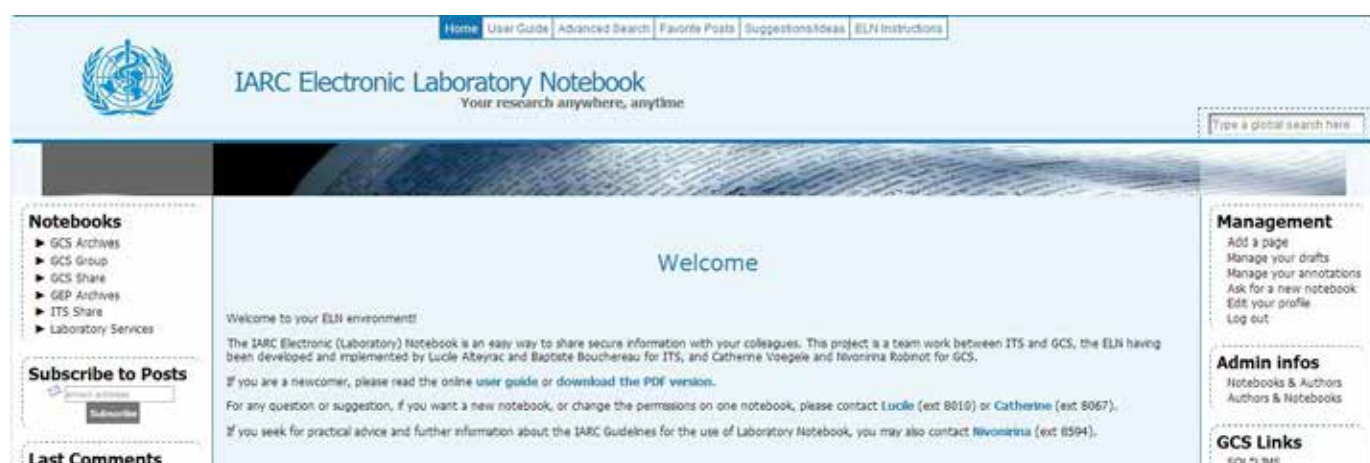 Home User Guide Advanced Search Favorite Posts Suggestions/Ideas ELN Instructions
IARC Electronic Laboratory Notebook
Your research anywhere, anytime
Type a global search here
Notebooks
GCS Archives
GCS Group
GCS Share
GEP Archives
ITS Share
Laboratory Services
Subscribe to Posts
email address
Subscribe
Last Comments
Welcome
Welcome to your ELN environment!
The IARC Electronic (Laboratory) Notebook is an easy way to share secure information with your colleagues. This project is a team work between ITS and GCS, the ELN having
been developed and implemented by Lucile Alteyrac and Baptiste Bouchereau for ITS, and Catherine Voegele and Nivonirina Robinot for GCS.
If you are a newcomer, please read the online user guide or download the PDF version.
For any question or suggestion, if you want a new notebook, or change the permissions on one notebook, please contact Lucile (ext 8010) or Catherine (ext 8067).
If you seek for practical advice and further information about the IARC Guidelines for the use of Laboratory Notebook, you may also contact Nivonirina (ext 8594).
Management
Add a page
Manage your drafts
Manage your annotations
Ask for a new notebook
Edit your profile
Log out
Admin infos
Notebooks & Authors
Authors & Notebooks
GCS Links